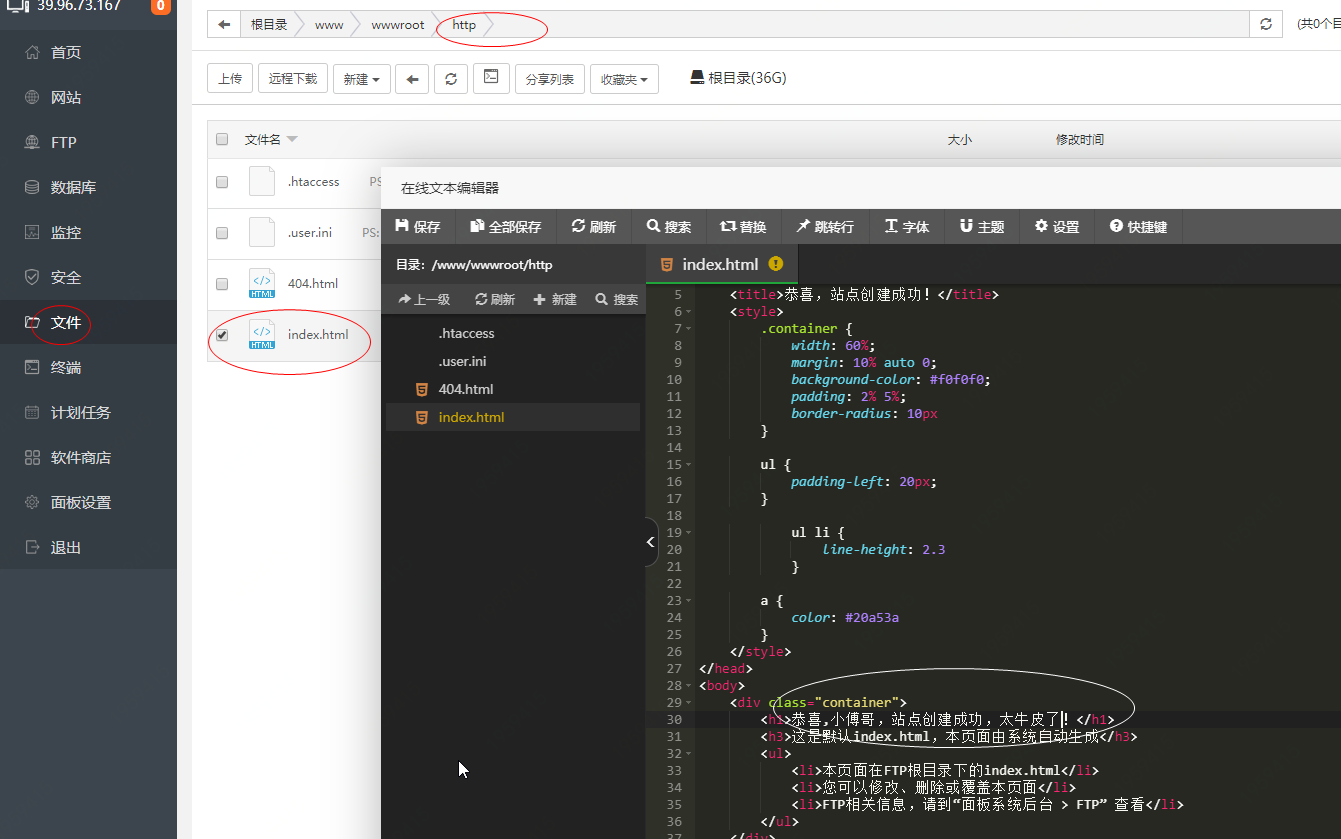 39.96.73.167 0
首页
网站
FTP
数据库
监控
安全
文件
终端
计划任务
软件商店
面板设置
退出
根目录 www wwwroot http (共0个目
上传 远程下载 新建 分享列表 收藏夹 根目录(36G)
文件名 大小 修改时间
.htaccess PS
.user.ini PS:
404.html
index.html
在线文本编辑器
保存 全部保存 刷新 搜索 替换 跳转行 字体 主题 设置 快捷键
目录: /www/wwwroot/http
上一级 刷新 新建 搜索
.htaccess
.user.ini
404.html
index.html
index.html
5 <title>恭喜，站点创建成功！</title>
6 <style>
7 .container {
8 width: 60%;
9 margin: 10% auto 0;
10 background-color: #f0f0f0;
11 padding: 2% 5%;
12 border-radius: 10px
13 }
14
15 ul {
16 padding-left: 20px;
17 }
18
19 ul li {
20 line-height: 2.3
21 }
22
23 a {
24 color: #20a53a
25 }
26 </style>
27 </head>
28 <body>
29 <div class="container">
30 <h1>恭喜,小傅哥，站点创建成功，太牛皮了！</h1>
31 <h3>这是默认index.html，本页面由系统自动生成</h3>
32 <ul>
33 <li>本页面在FTP根目录下的index.html</li>
34 <li>您可以修改、删除或覆盖本页面</li>
35 <li>FTP相关信息，请到“面板系统后台 > FTP” 查看</li>
36 </ul>
37 </div>